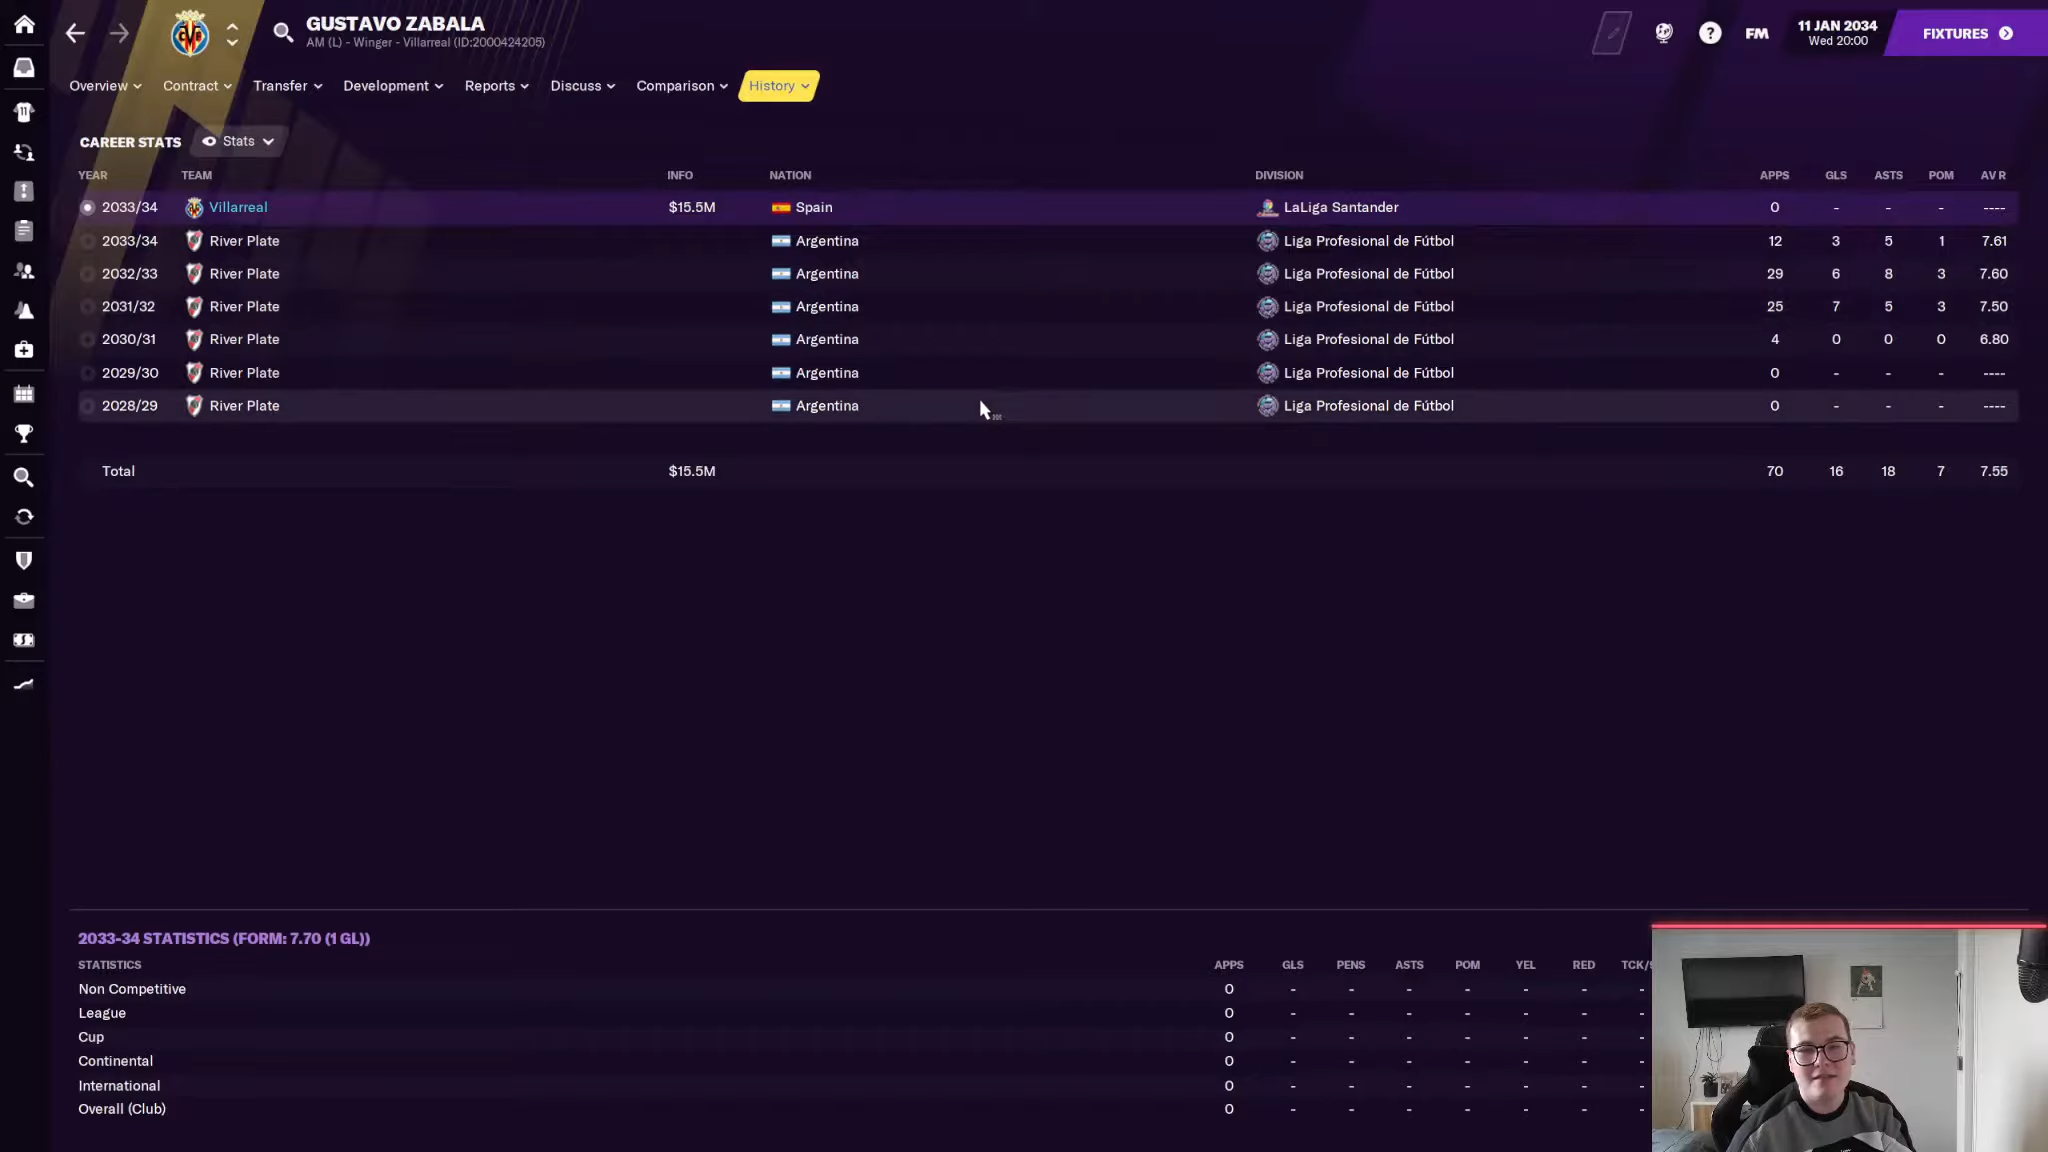 GUSTAVO ZABALA
AM (L) - Winger - Villarreal (ID:2000424205)
FM
11 JAN 2034
Wed 20:00
FIXTURES
Overview Contract Transfer Development Reports Discuss Comparison History
CAREER STATS Stats
YEAR TEAM INFO NATION DIVISION APPS GLS ASTS POM AV R
2033/34 Villarreal $15.5M Spain LaLiga Santander 0 - - - ----
2033/34 River Plate Argentina Liga Profesional de Fútbol 12 3 5 1 7.61
2032/33 River Plate Argentina Liga Profesional de Fútbol 29 6 8 3 7.60
2031/32 River Plate Argentina Liga Profesional de Fútbol 25 7 5 3 7.50
2030/31 River Plate Argentina Liga Profesional de Fútbol 4 0 0 0 6.80
2029/30 River Plate Argentina Liga Profesional de Fútbol 0 - - - ----
2028/29 River Plate Argentina Liga Profesional de Fútbol 0 - - - ----
Total $15.5M 70 16 18 7 7.55
2033-34 STATISTICS (FORM: 7.70 (1 GL))
STATISTICS APPS GLS PENS ASTS POM YEL RED TCK/
Non Competitive 0 - - - - - - -
League 0 - - - - - - -
Cup 0 - - - - - - -
Continental 0 - - - - - - -
International 0 - - - - - - -
Overall (Club) 0 - - - - - - -